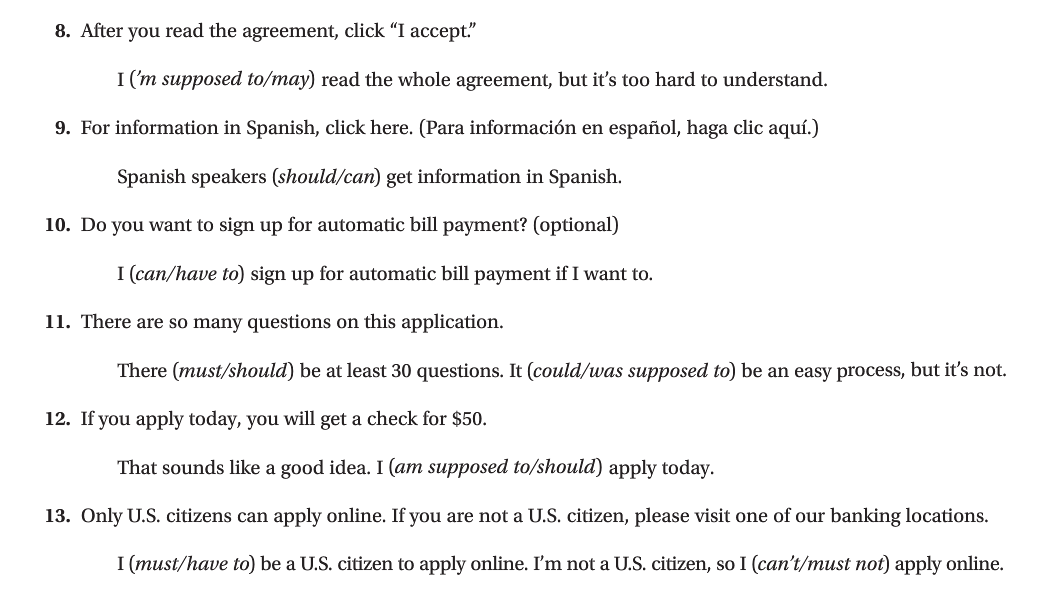 8. After you read the agreement, click “I accept.”
I (’m supposed to/may) read the whole agreement, but it’s too hard to understand.
9. For information in Spanish, click here. (Para información en español, haga clic aquí.)
Spanish speakers (should/can) get information in Spanish.
10. Do you want to sign up for automatic bill payment? (optional)
I (can/have to) sign up for automatic bill payment if I want to.
11. There are so many questions on this application.
There (must/should) be at least 30 questions. It (could/was supposed to) be an easy process, but it’s not.
12. If you apply today, you will get a check for $50.
That sounds like a good idea. I (am supposed to/should) apply today.
13. Only U.S. citizens can apply online. If you are not a U.S. citizen, please visit one of our banking locations.
I (must/have to) be a U.S. citizen to apply online. I’m not a U.S. citizen, so I (can’t/must not) apply online.